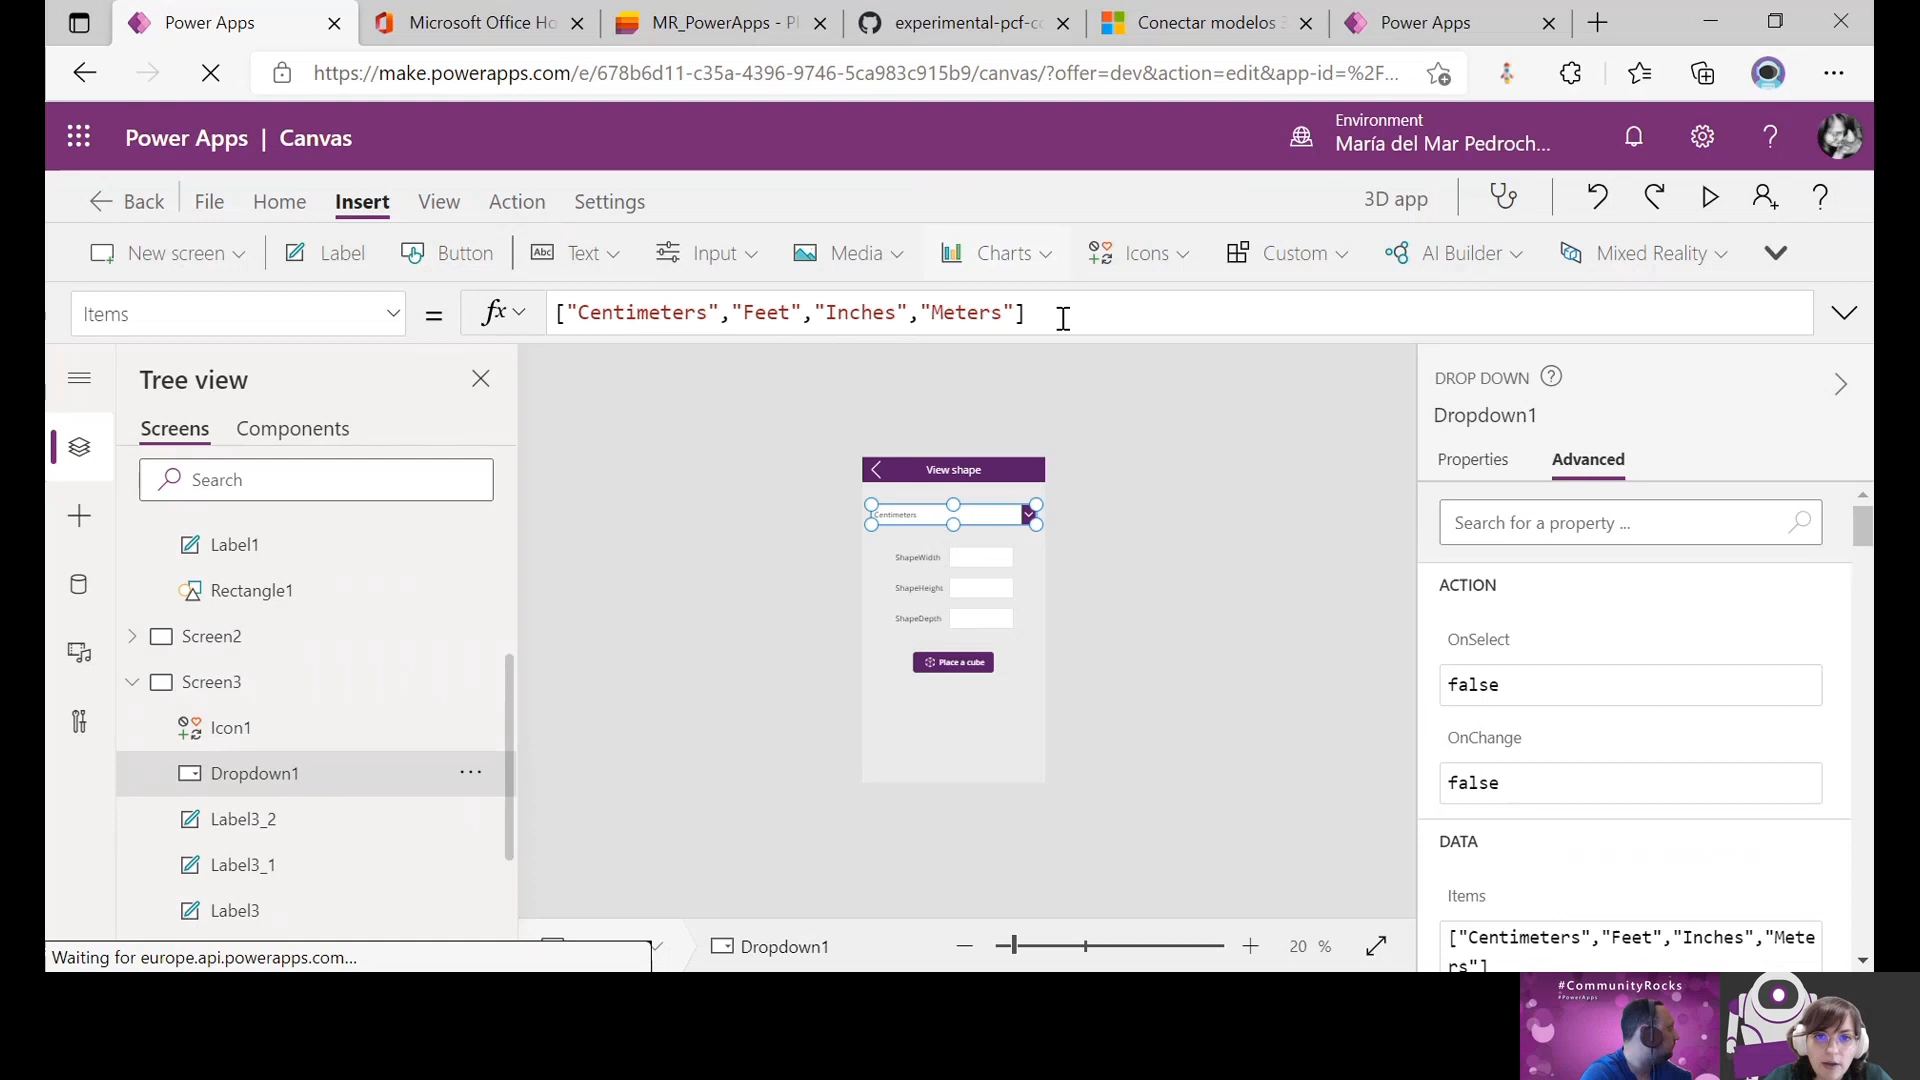 Power Apps
Microsoft Office Ho
MR_PowerApps - Pl
experimental-pcf-co
Conectar modelos 3
Power Apps
https://make.powerapps.com/e/678b6d11-c35a-4396-9746-5ca983c915b9/canvas/?offer=dev&action=edit&app-id=%2F...
Power Apps | Canvas
Environment
María del Mar Pedroch...
Back
File
Home
Insert
View
Action
Settings
3D app
New screen
Label
Button
Abc
Text
Input
Media
Charts
Icons
Custom
AI Builder
Mixed Reality
Items
=
fx
["Centimeters","Feet","Inches","Meters"]
Tree view
Screens
Components
Search
Label1
Rectangle1
Screen2
Screen3
Icon1
Dropdown1
Label3_2
Label3_1
Label3
View shape
Centimeters
ShapeWidth
ShapeHeight
ShapeDepth
Place a cube
DROP DOWN
Dropdown1
Properties
Advanced
Search for a property ...
ACTION
OnSelect
false
OnChange
false
DATA
Items
["Centimeters","Feet","Inches","Mete
rs"]
Waiting for europe.api.powerapps.com...
Dropdown1
20 %
#CommunityRocks
#PowerApps